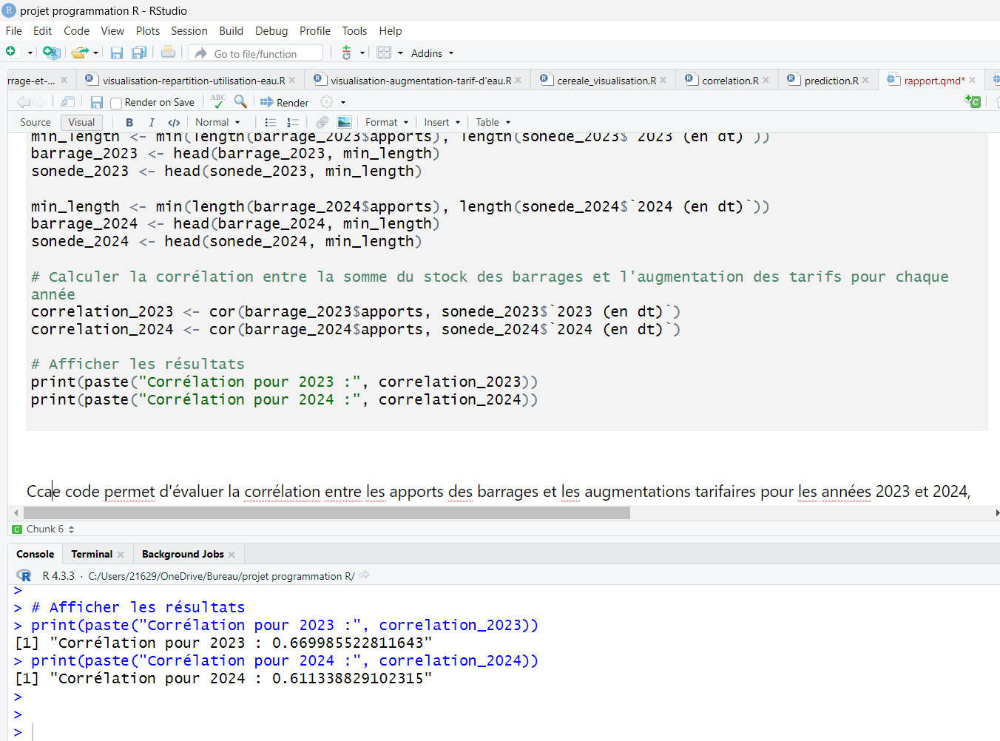 projet programmation R - RStudio
File Edit Code View Plots Session Build Debug Profile Tools Help
Go to file/function Addins
rrage-et-... visualisation-repartition-utilisation-eau.R visualisation-augmentation-tarif-d'eau.R cereale_visualisation.R correlation.R prediction.R rapport.qmd*
Render on Save ABC Render
Source Visual B I </> Normal Format Insert Table
min_length <- min(length(barrage_2023$apports), length(sonede_2023$`2023 (en dt)`))
barrage_2023 <- head(barrage_2023, min_length)
sonede_2023 <- head(sonede_2023, min_length)
min_length <- min(length(barrage_2024$apports), length(sonede_2024$`2024 (en dt)`))
barrage_2024 <- head(barrage_2024, min_length)
sonede_2024 <- head(sonede_2024, min_length)
# Calculer la corrélation entre la somme du stock des barrages et l'augmentation des tarifs pour chaque
année
correlation_2023 <- cor(barrage_2023$apports, sonede_2023$`2023 (en dt)`)
correlation_2024 <- cor(barrage_2024$apports, sonede_2024$`2024 (en dt)`)
# Afficher les résultats
print(paste("Corrélation pour 2023 :", correlation_2023))
print(paste("Corrélation pour 2024 :", correlation_2024))
Ccae code permet d'évaluer la corrélation entre les apports des barrages et les augmentations tarifaires pour les années 2023 et 2024,
C Chunk 6
Console Terminal Background Jobs
R R 4.3.3 · C:/Users/21629/OneDrive/Bureau/projet programmation R/
>
> # Afficher les résultats
> print(paste("Corrélation pour 2023 :", correlation_2023))
[1] "Corrélation pour 2023 : 0.669985522811643"
> print(paste("Corrélation pour 2024 :", correlation_2024))
[1] "Corrélation pour 2024 : 0.611338829102315"
>
>
>